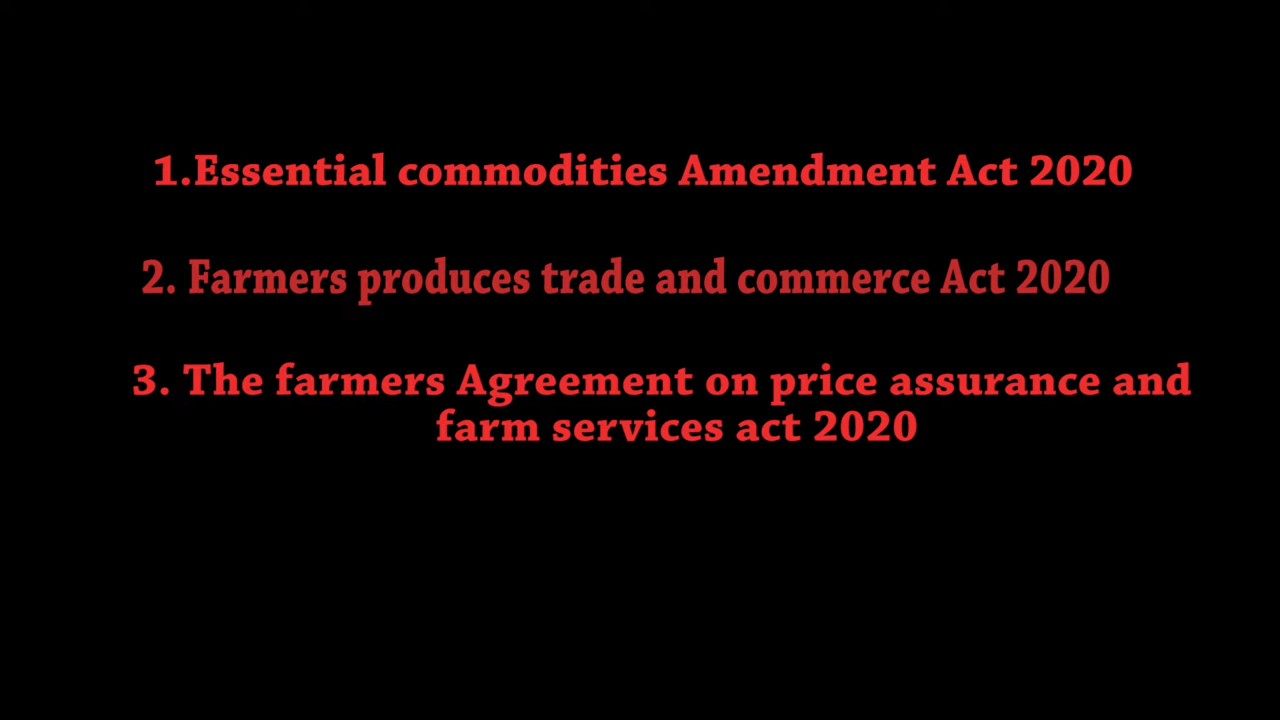 1.Essential commodities Amendment Act 2020
2. Farmers produces trade and commerce Act 2020
3. The farmers Agreement on price assurance and
farm services act 2020